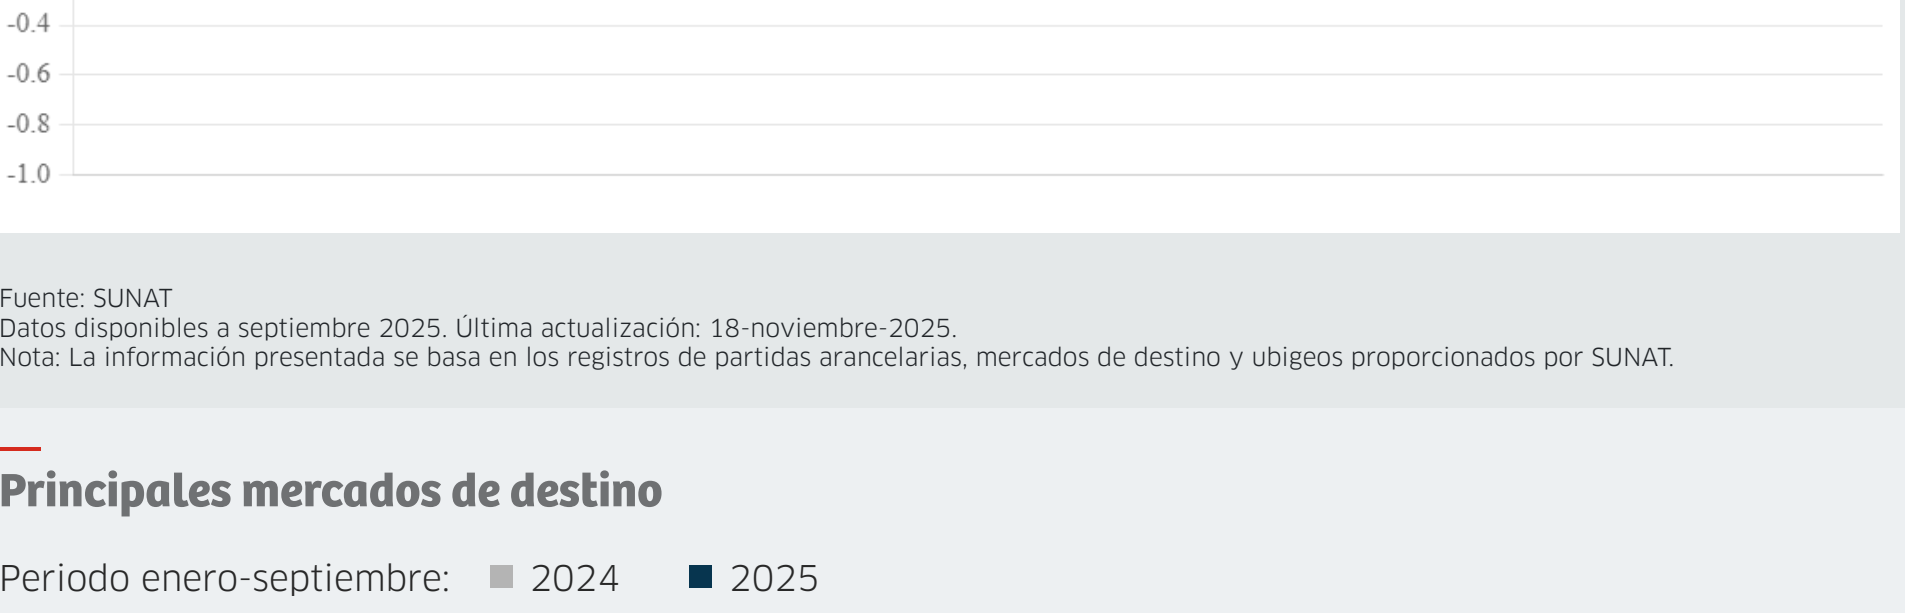 -0.4
-0.6
-0.8
-1.0
Fuente: SUNAT
Datos disponibles a septiembre 2025. Última actualización: 18-noviembre-2025.
Nota: La información presentada se basa en los registros de partidas arancelarias, mercados de destino y ubigeos proporcionados por SUNAT.
Principales mercados de destino
Periodo enero-septiembre: 2024 2025